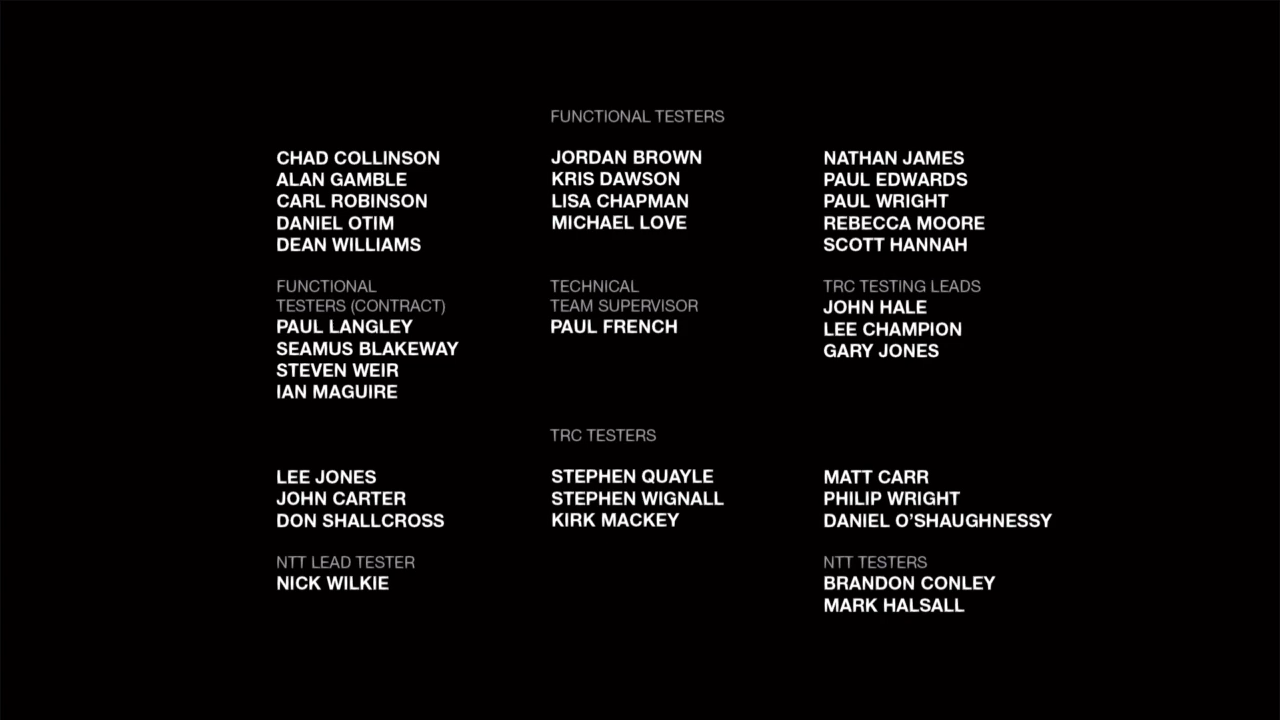 FUNCTIONAL TESTERS
CHAD COLLINSON
ALAN GAMBLE
CARL ROBINSON
DANIEL OTIM
DEAN WILLIAMS
JORDAN BROWN
KRIS DAWSON
LISA CHAPMAN
MICHAEL LOVE
NATHAN JAMES
PAUL EDWARDS
PAUL WRIGHT
REBECCA MOORE
SCOTT HANNAH
FUNCTIONAL
TESTERS (CONTRACT)
PAUL LANGLEY
SEAMUS BLAKEWAY
STEVEN WEIR
IAN MAGUIRE
TECHNICAL
TEAM SUPERVISOR
PAUL FRENCH
TRC TESTING LEADS
JOHN HALE
LEE CHAMPION
GARY JONES
TRC TESTERS
LEE JONES
JOHN CARTER
DON SHALLCROSS
STEPHEN QUAYLE
STEPHEN WIGNALL
KIRK MACKEY
MATT CARR
PHILIP WRIGHT
DANIEL O’SHAUGHNESSY
NTT LEAD TESTER
NICK WILKIE
NTT TESTERS
BRANDON CONLEY
MARK HALSALL